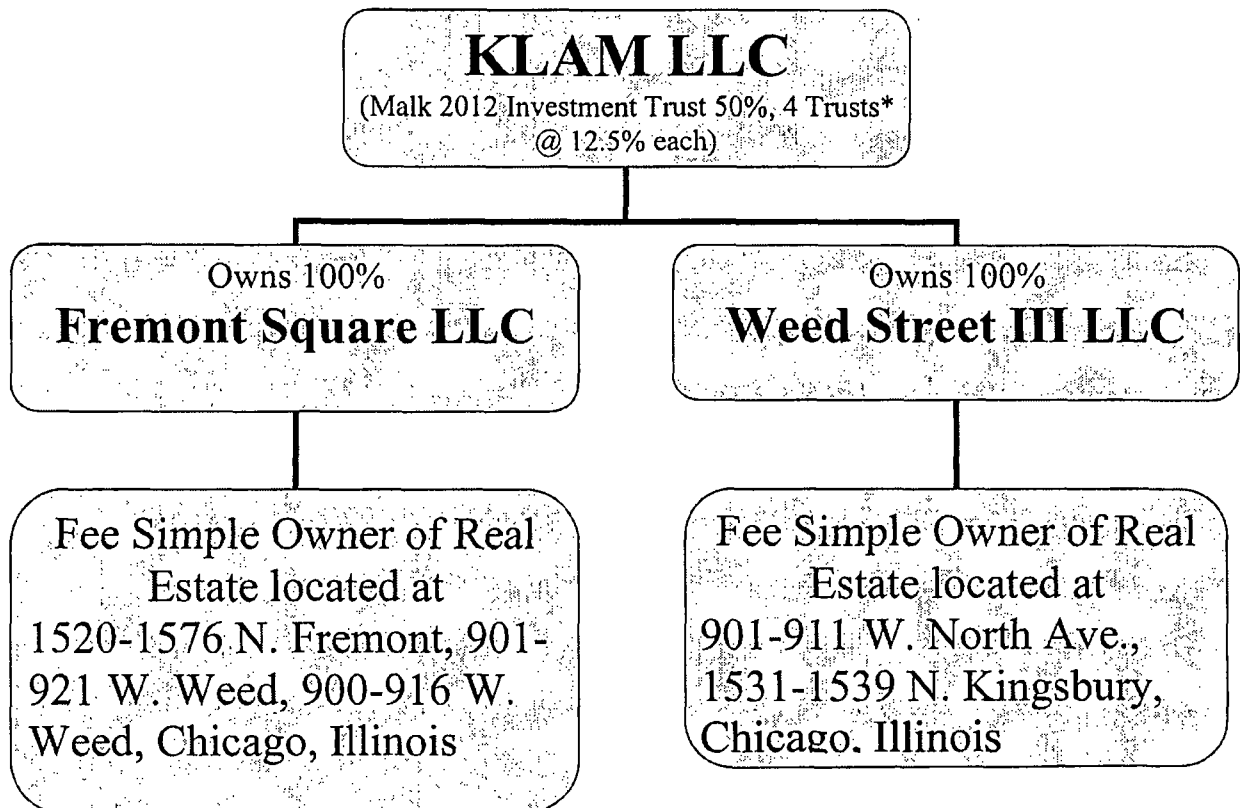 KLAM LLC
(Malk 2012 Investment Trust 50%, 4 Trusts*
@ 12.5% each)
Owns 100%
Fremont Square LLC
Owns 100%
Weed Street III LLC
Fee Simple Owner of Real
Estate located at
1520-1576 N. Fremont, 901-
921 W. Weed, 900-916 W.
Weed, Chicago, Illinois
Fee Simple Owner of Real
Estate located at
901-911 W. North Ave.,
1531-1539 N. Kingsbury,
Chicago, Illinois